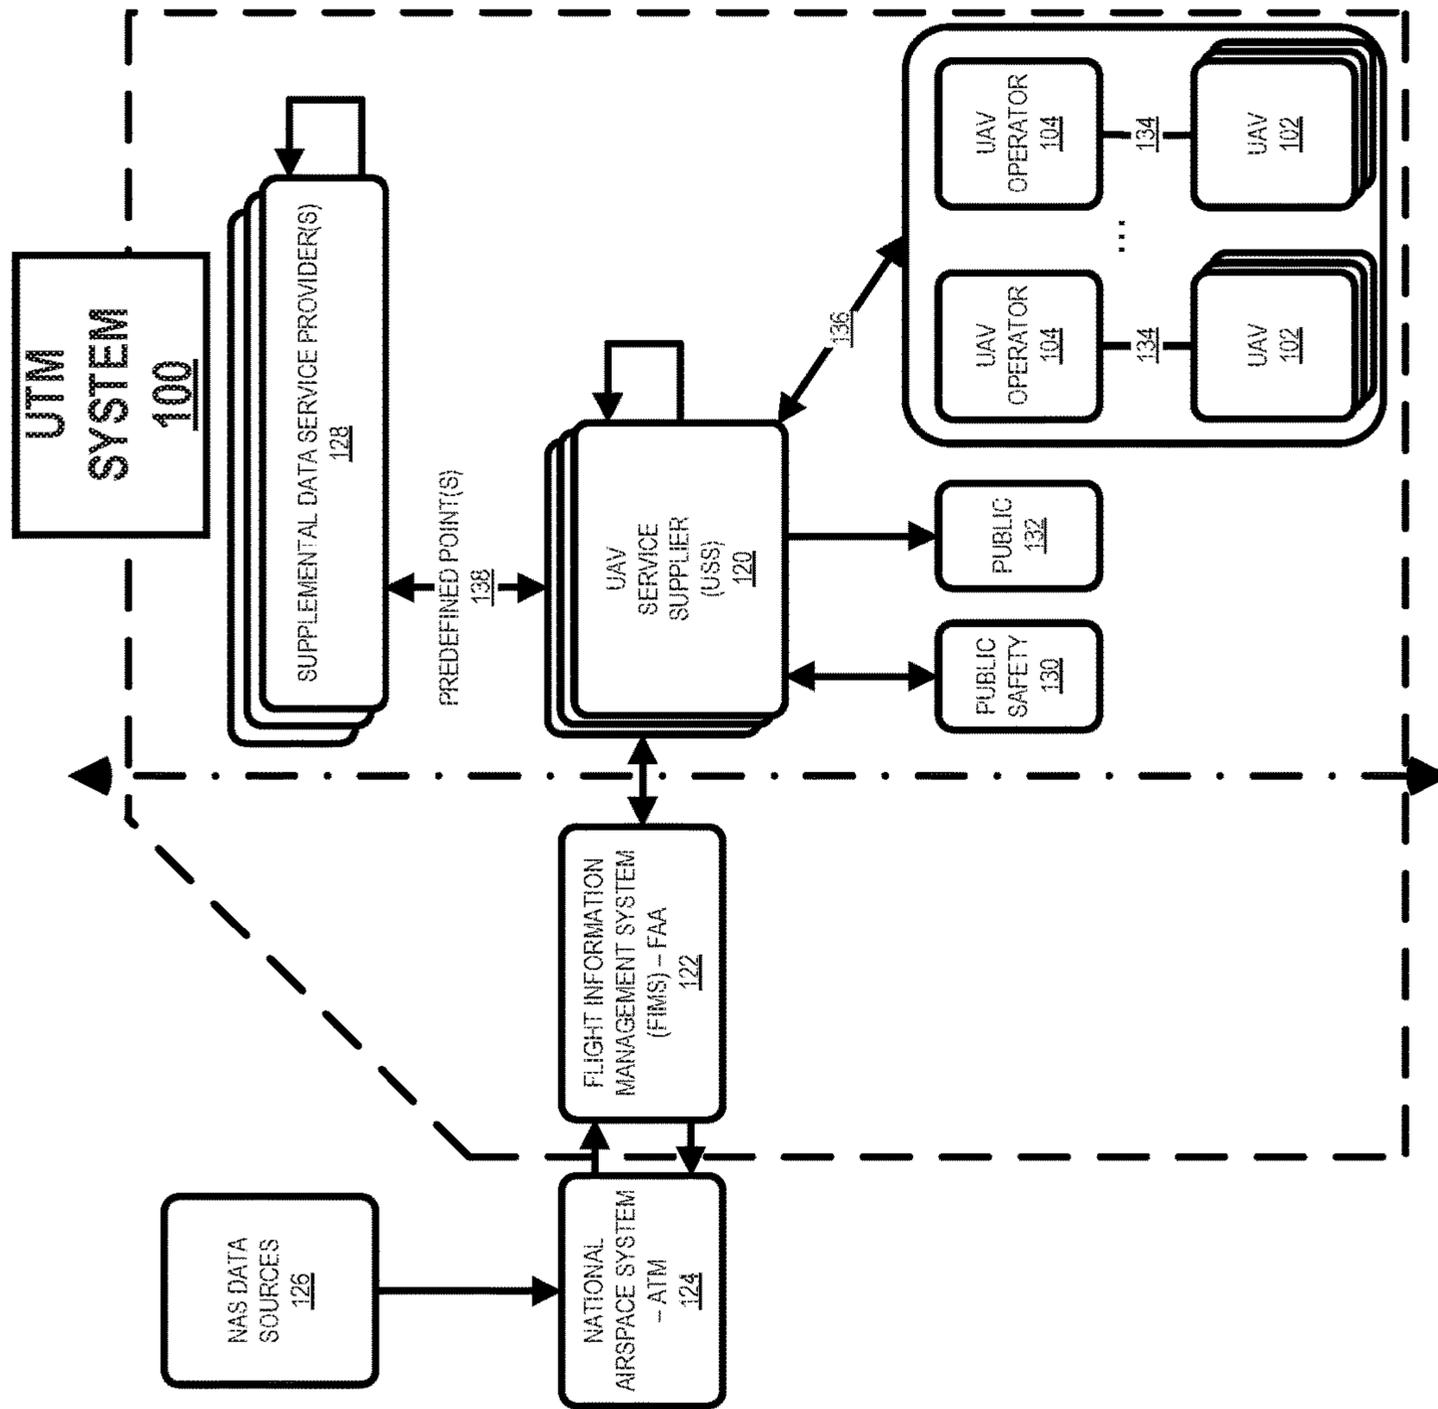 UTM
SYSTEM
100
SUPPLEMENTAL DATA SERVICE PROVIDER(S)
128
PREDEFINED POINT(S)
138
NAS DATA
SOURCES
126
NATIONAL
AIRSPACE SYSTEM
– ATM
124
FLIGHT INFORMATION
MANAGEMENT SYSTEM
(FIMS) – FAA
122
UAV
SERVICE
SUPPLIER
(USS)
120
136
PUBLIC
SAFETY
130
PUBLIC
132
UAV
OPERATOR
104
134
UAV
102
...
UAV
OPERATOR
104
134
UAV
102